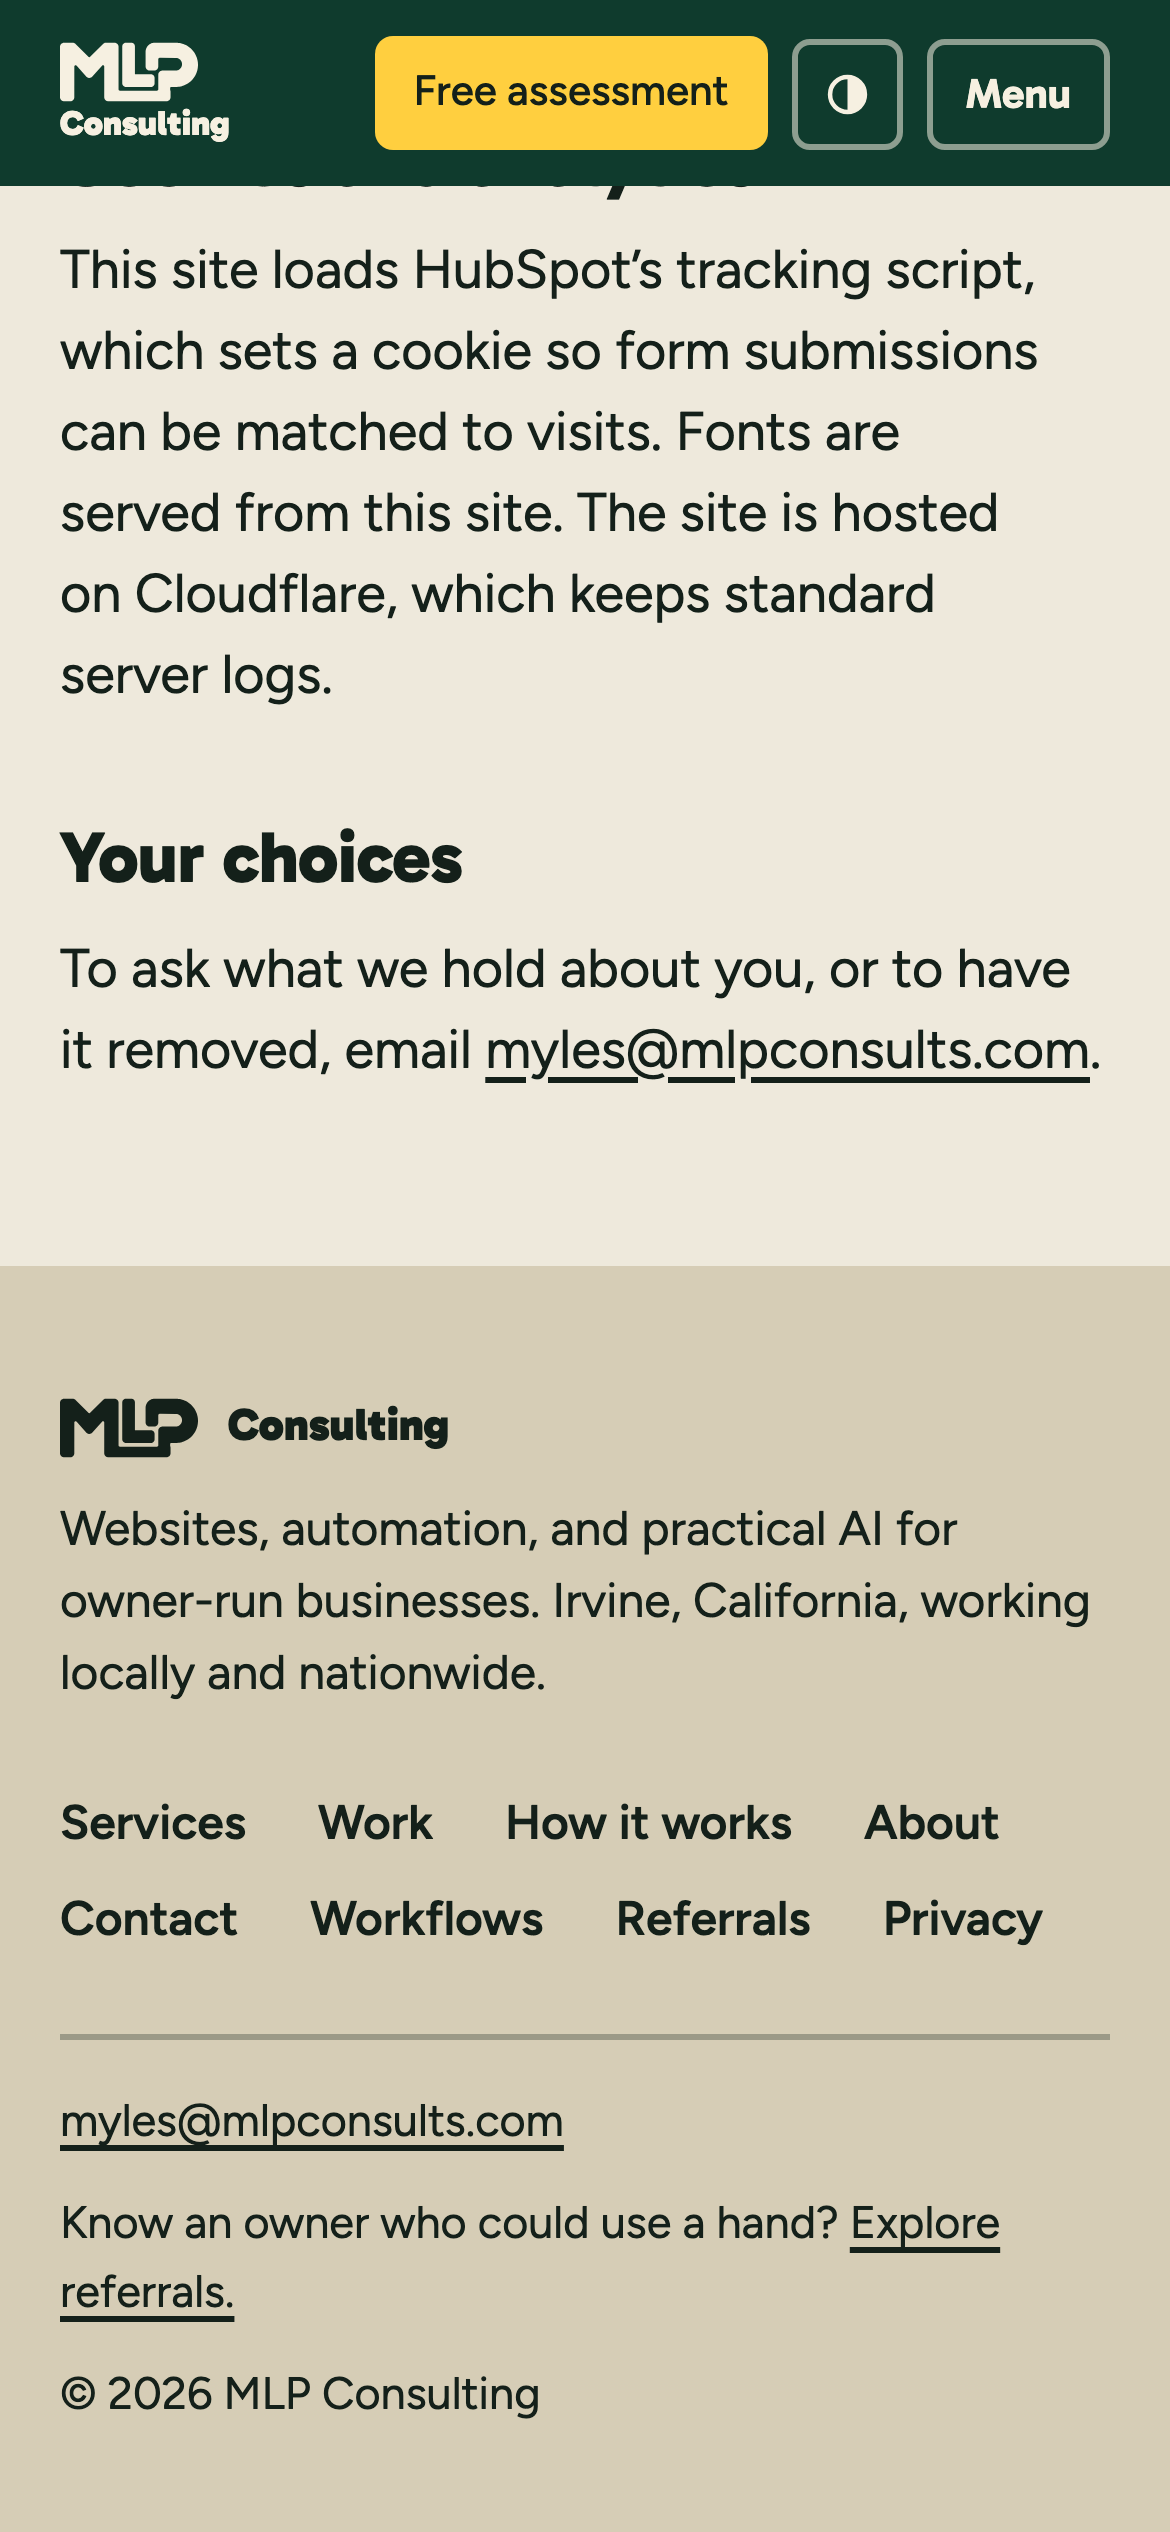 MLP
Consulting
Free assessment
Menu
This site loads HubSpot’s tracking script,
which sets a cookie so form submissions
can be matched to visits. Fonts are
served from this site. The site is hosted
on Cloudflare, which keeps standard
server logs.
Your choices
To ask what we hold about you, or to have
it removed, email myles@mlpconsults.com.
MLP Consulting
Websites, automation, and practical AI for
owner-run businesses. Irvine, California, working
locally and nationwide.
Services Work How it works About
Contact Workflows Referrals Privacy
myles@mlpconsults.com
Know an owner who could use a hand? Explore
referrals.
© 2026 MLP Consulting